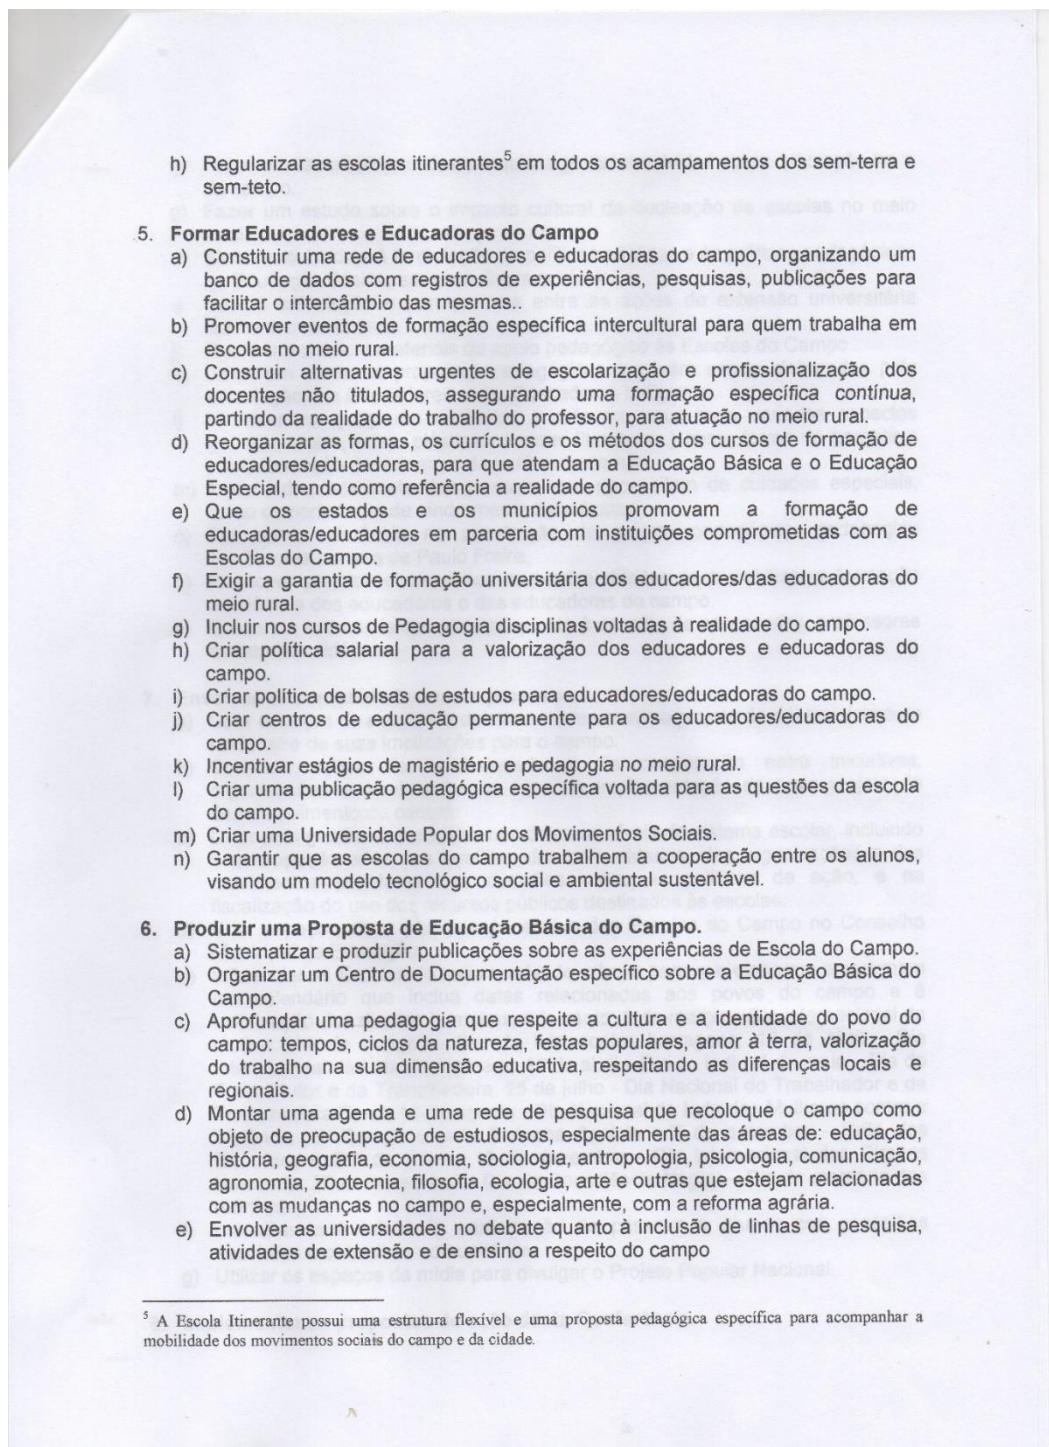 h) Regularizar as escolas itinerantes⁵ em todos os acampamentos dos sem-terra e
sem-teto.
5. Formar Educadores e Educadoras do Campo
a) Constituir uma rede de educadores e educadoras do campo, organizando um
banco de dados com registros de experiências, pesquisas, publicações para
facilitar o intercâmbio das mesmas..
b) Promover eventos de formação específica intercultural para quem trabalha em
escolas no meio rural.
c) Construir alternativas urgentes de escolarização e profissionalização dos
docentes não titulados, assegurando uma formação específica contínua,
partindo da realidade do trabalho do professor, para atuação no meio rural.
d) Reorganizar as formas, os currículos e os métodos dos cursos de formação de
educadores/educadoras, para que atendam a Educação Básica e o Educação
Especial, tendo como referência a realidade do campo.
e) Que os estados e os municípios promovam a formação de
educadoras/educadores em parceria com instituições comprometidas com as
Escolas do Campo.
f) Exigir a garantia de formação universitária dos educadores/das educadoras do
meio rural.
g) Incluir nos cursos de Pedagogia disciplinas voltadas à realidade do campo.
h) Criar política salarial para a valorização dos educadores e educadoras do
campo.
i) Criar política de bolsas de estudos para educadores/educadoras do campo.
j) Criar centros de educação permanente para os educadores/educadoras do
campo.
k) Incentivar estágios de magistério e pedagogia no meio rural.
l) Criar uma publicação pedagógica específica voltada para as questões da escola
do campo.
m) Criar uma Universidade Popular dos Movimentos Sociais.
n) Garantir que as escolas do campo trabalhem a cooperação entre os alunos,
visando um modelo tecnológico social e ambiental sustentável.
6. Produzir uma Proposta de Educação Básica do Campo.
a) Sistematizar e produzir publicações sobre as experiências de Escola do Campo.
b) Organizar um Centro de Documentação específico sobre a Educação Básica do
Campo.
c) Aprofundar uma pedagogia que respeite a cultura e a identidade do povo do
campo: tempos, ciclos da natureza, festas populares, amor à terra, valorização
do trabalho na sua dimensão educativa, respeitando as diferenças locais e
regionais.
d) Montar uma agenda e uma rede de pesquisa que recoloque o campo como
objeto de preocupação de estudiosos, especialmente das áreas de: educação,
história, geografia, economia, sociologia, antropologia, psicologia, comunicação,
agronomia, zootecnia, filosofia, ecologia, arte e outras que estejam relacionadas
com as mudanças no campo e, especialmente, com a reforma agrária.
e) Envolver as universidades no debate quanto à inclusão de linhas de pesquisa,
atividades de extensão e de ensino a respeito do campo
⁵ A Escola Itinerante possui uma estrutura flexível e uma proposta pedagógica específica para acompanhar a
mobilidade dos movimentos sociais do campo e da cidade.